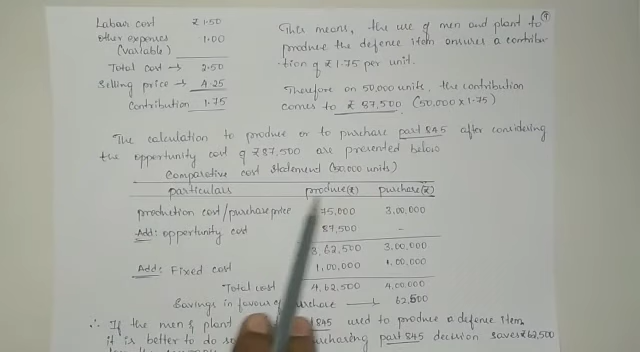 Labour cost ₹1.50
other expenses 1.00
(variable)
Total cost → 2.50
Selling price → 4.25
Contribution 1.75
4
This means, the use of men and plant to
produce the defence item ensures a contribu
-tion of ₹1.75 per unit.
Therefore on 50,000 units, the contribution
comes to ₹87,500 (50,000 x 1.75)
The calculation to produce or to purchase part 845 after considering
the opportunity cost of ₹87,500 are presented below
Comparative cost statement (50,000 units)
particulars produce(₹) purchase(₹)
production cost/purchase price 75,000 3,00,000
Add: opportunity cost 87,500 -
3,62,500 3,00,000
Add: Fixed cost 1,00,000 1,00,000
Total cost 4,62,500 4,00,000
Savings in favour of purchase → 62,500
∴ If the men & plant 845 used to produce a defence item
it is better to do so purchasing part 845 decision saves ₹62,500